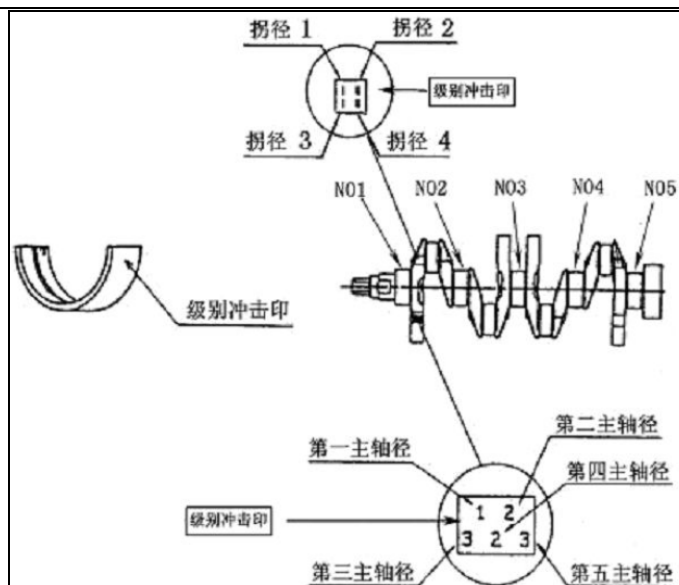 拐径 1 拐径 2
级别冲击印
拐径 3 拐径 4
NO1 NO2 NO3 NO4 NO5
级别冲击印
第二主轴径
第一主轴径
第四主轴径
1 2
级别冲击印
3 2 3
第三主轴径 第五主轴径